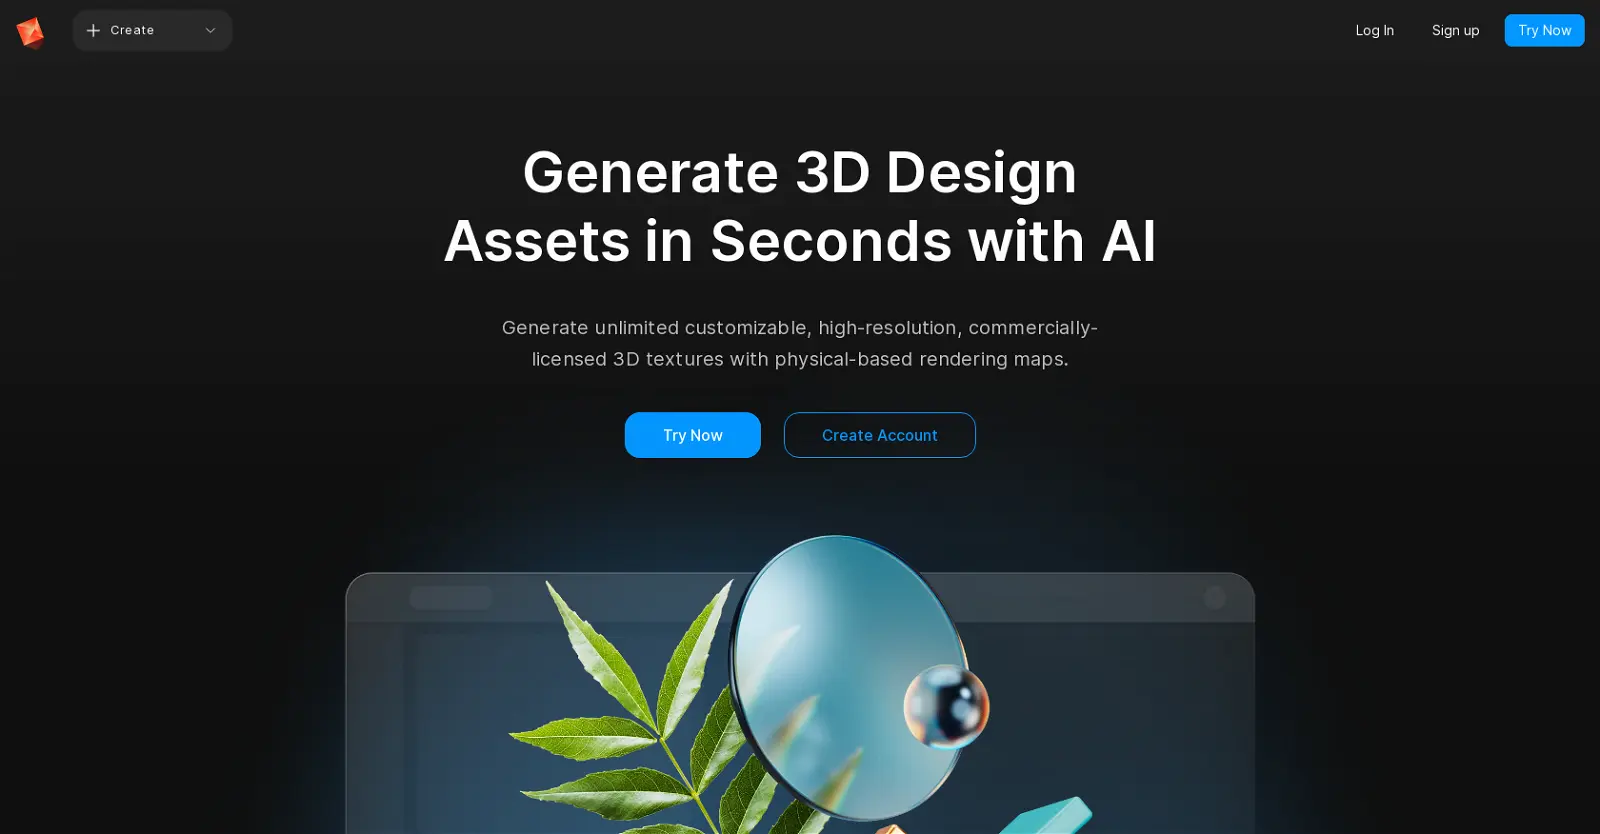 Create
Log In
Sign up
Try Now
Generate 3D Design
Assets in Seconds with AI
Generate unlimited customizable, high-resolution, commercially-
licensed 3D textures with physical-based rendering maps.
Try Now
Create Account